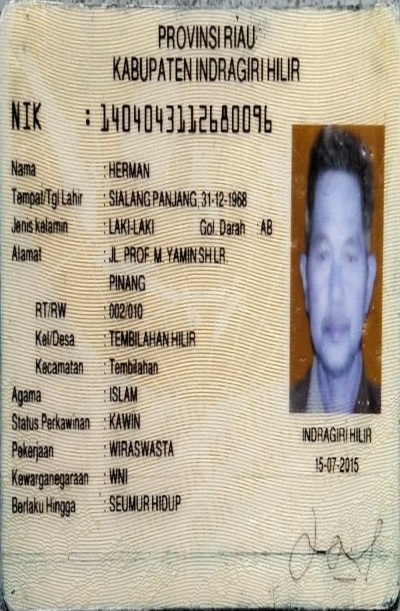 PROVINSI RIAU
KABUPATEN INDRAGIRI HILIR
NIK : 1404043112680096
Nama : HERMAN
Tempat/Tgl Lahir : SIALANG PANJANG, 31-12-1968
Jenis kelamin : LAKI-LAKI Gol. Darah AB
Alamat : JL. PROF M. YAMIN SH LR.
PINANG
RT/RW : 002/010
Kel/Desa : TEMBILAHAN HILIR
Kecamatan : Tembilahan
Agama : ISLAM
Status Perkawinan : KAWIN
Pekerjaan : WIRASWASTA
Kewarganegaraan : WNI
Berlaku Hingga : SEUMUR HIDUP
INDRAGIRI HILIR
15-07-2015